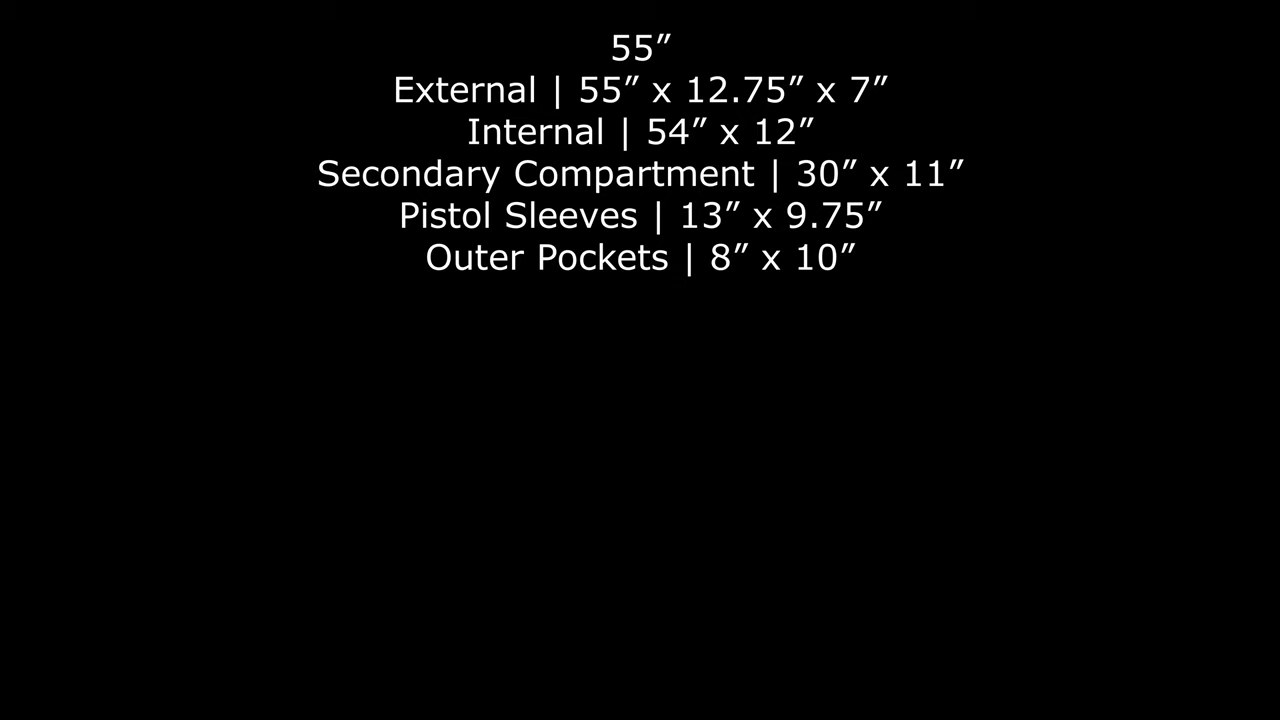 55”
External | 55” x 12.75” x 7”
Internal | 54” x 12”
Secondary Compartment | 30” x 11”
Pistol Sleeves | 13” x 9.75”
Outer Pockets | 8” x 10”